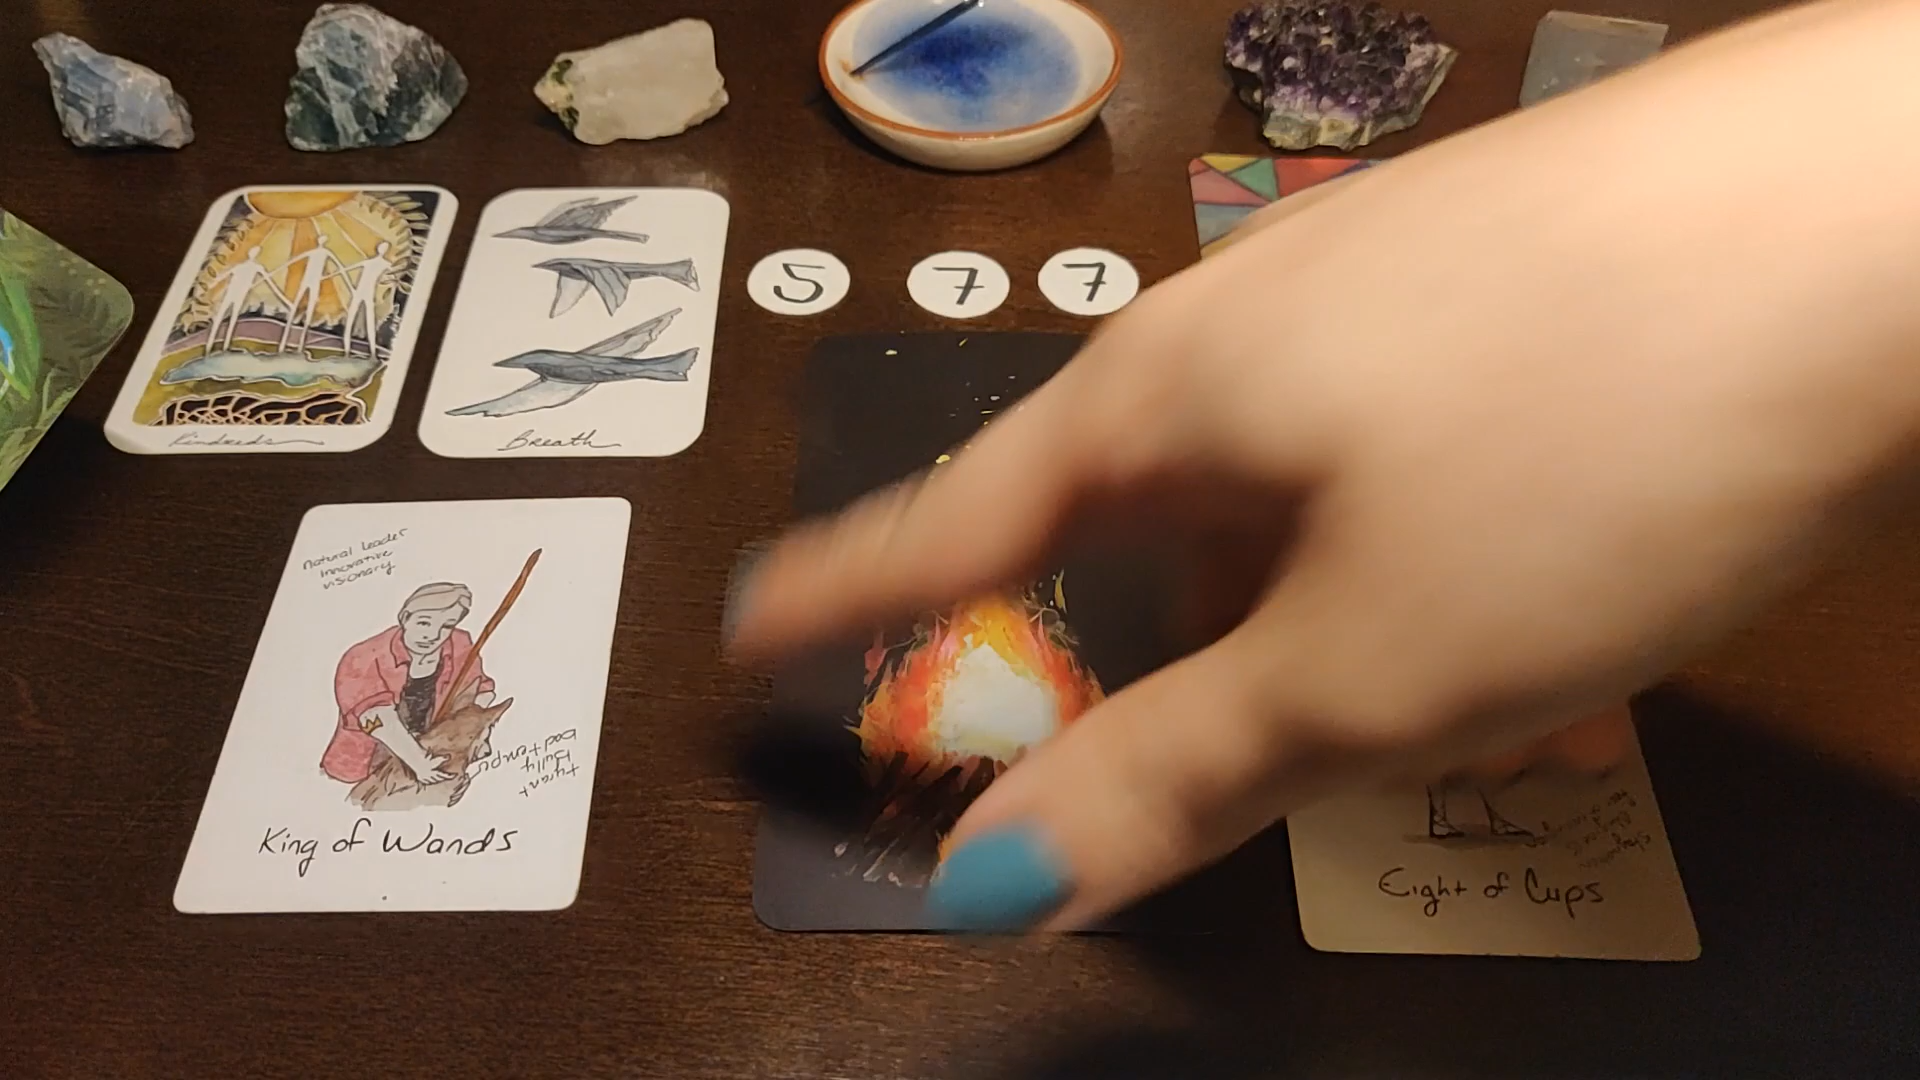 Kindreds
Breath
5
7
7
Natural leader
innovative
visionary
tyrant
bully
bad temper
King of Wands
Eight of Cups